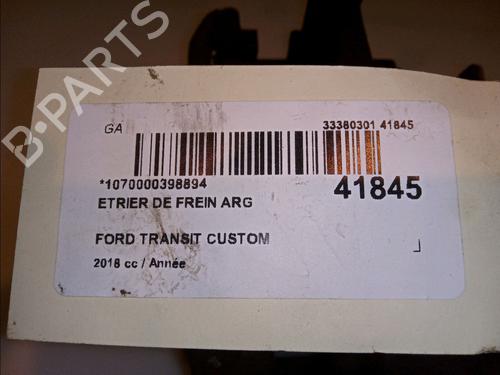 B-PARTS
GA
33380301 41845
*1070000398894
41845
ETRIER DE FREIN ARG
FORD TRANSIT CUSTOM
2018 cc / Année